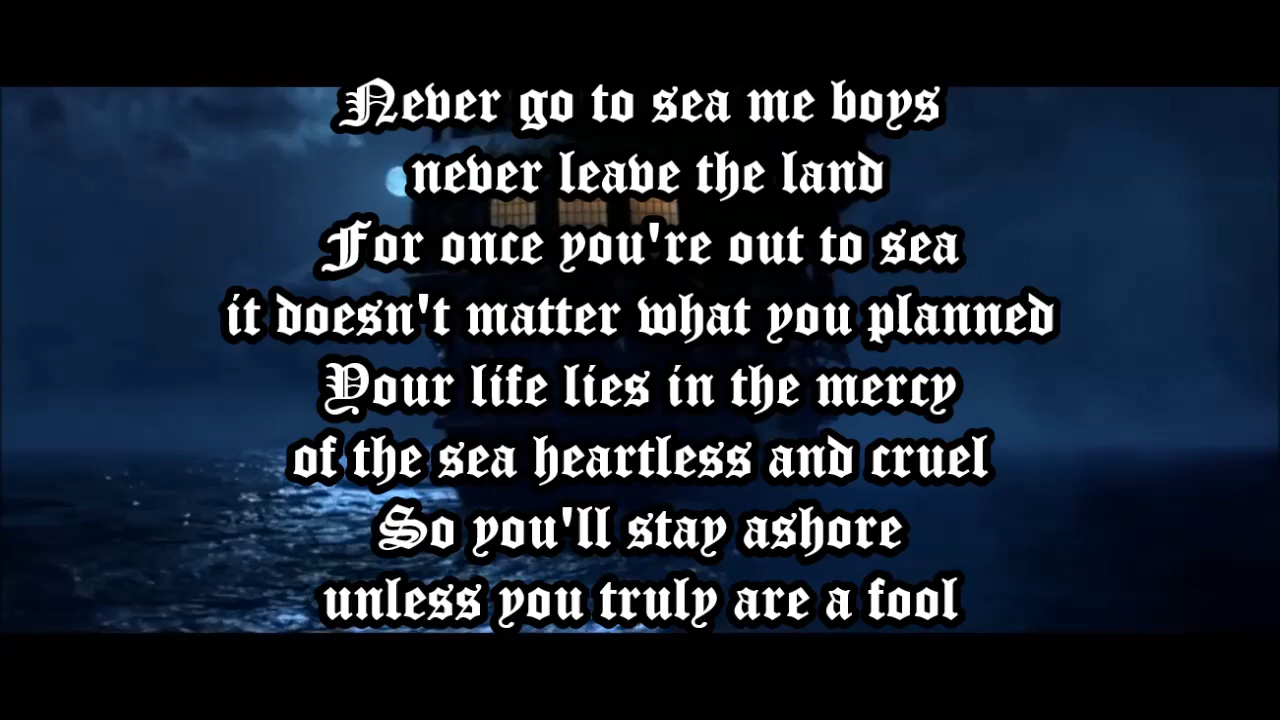 Never go to sea me boys
never leave the land
For once you're out to sea
it doesn't matter what you planned
Your life lies in the mercy
of the sea heartless and cruel
So you'll stay ashore
unless you truly are a fool